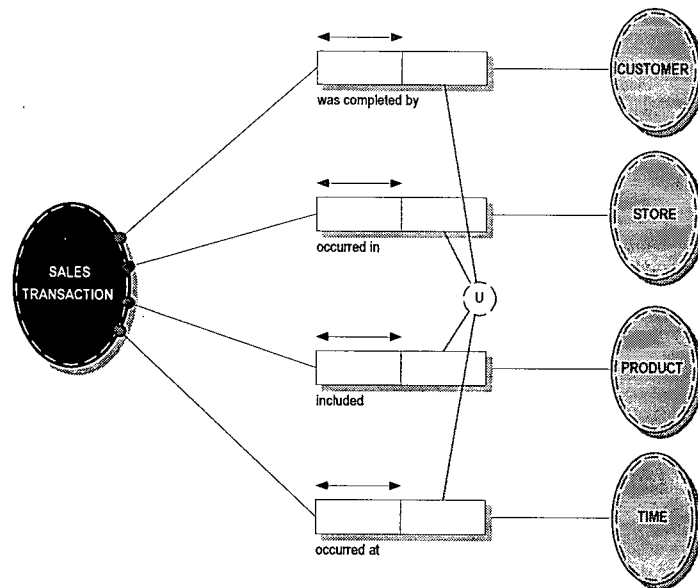 was completed by
CUSTOMER
occurred in
STORE
SALES
TRANSACTION
U
included
PRODUCT
occurred at
TIME